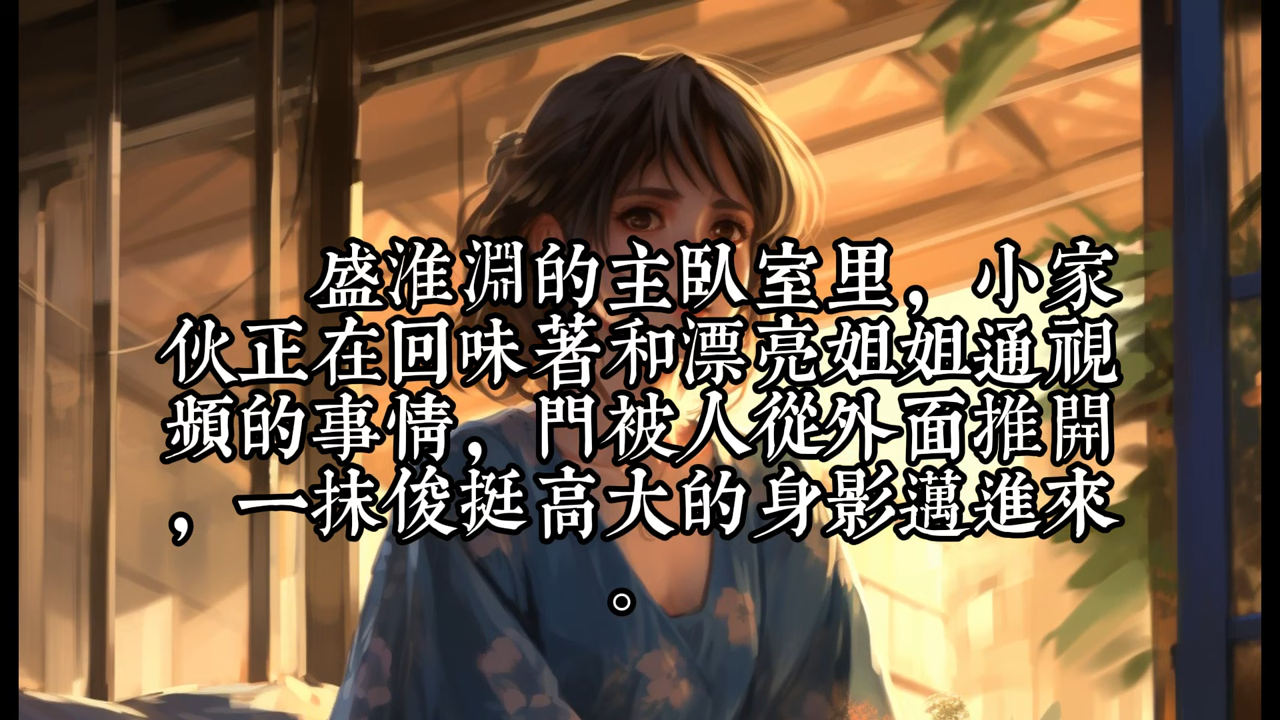 盛淮淵的主臥室里，小家
伙正在回味著和漂亮姐姐通視
頻的事情，門被人從外面推開
，一抹俊挺高大的身影邁進來
。